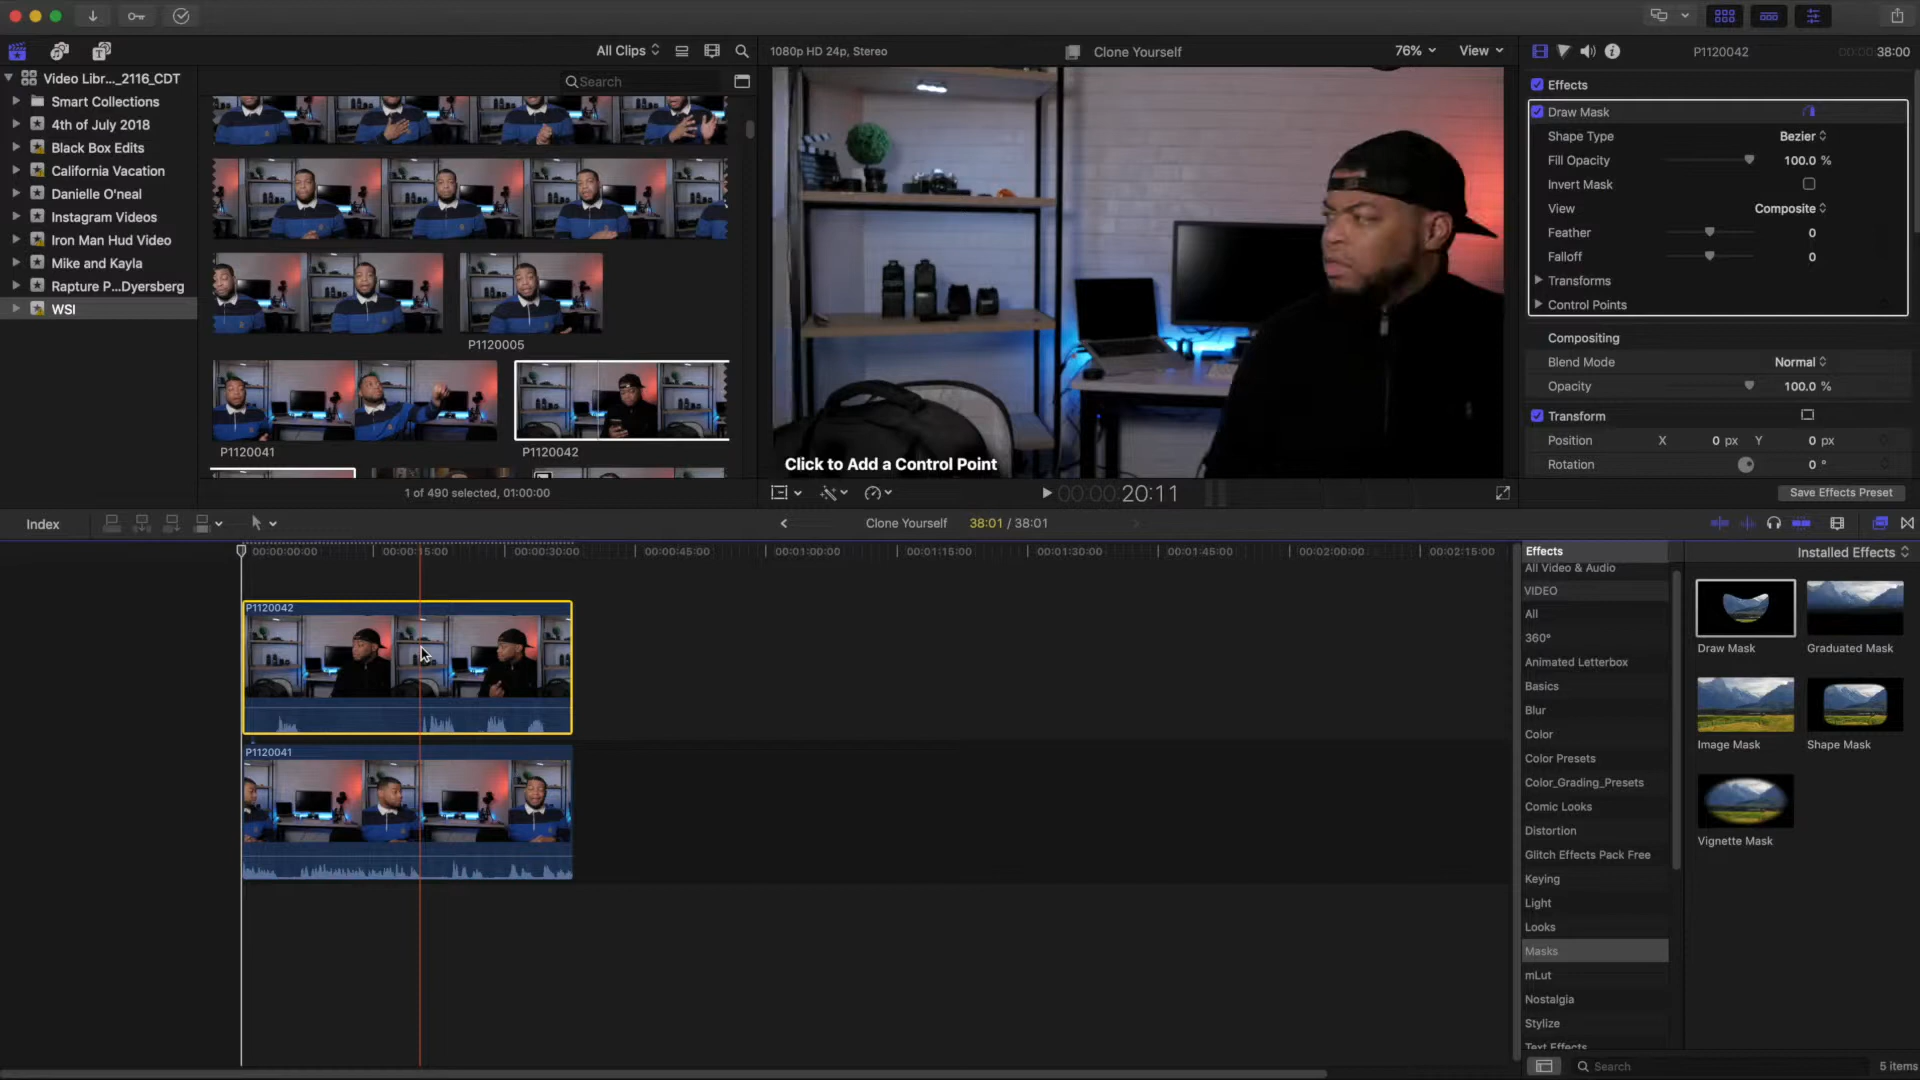 All Clips
1080p HD 24p, Stereo
Clone Yourself
76%
View
P1120042
38:00
Video Libr..._2116_CDT
Smart Collections
4th of July 2018
Black Box Edits
California Vacation
Danielle O'neal
Instagram Videos
Iron Man Hud Video
Mike and Kayla
Rapture P...Dyersberg
WSI
Search
P1120005
P1120041
P1120042
1 of 490 selected, 01:00:00
Click to Add a Control Point
00:00:20:11
Effects
Draw Mask
Shape Type
Bezier
Fill Opacity
100.0 %
Invert Mask
View
Composite
Feather
0
Falloff
0
Transforms
Control Points
Compositing
Blend Mode
Normal
Opacity
100.0 %
Transform
Position X 0 px Y 0 px
Rotation
0 °
Save Effects Preset
Index
Clone Yourself
38:01 / 38:01
00:00:00:00
00:00:15:00
00:00:30:00
00:00:45:00
00:01:00:00
00:01:15:00
00:01:30:00
00:01:45:00
00:02:00:00
00:02:15:00
P1120042
P1120041
Effects
Installed Effects
All Video & Audio
VIDEO
All
360°
Animated Letterbox
Basics
Blur
Color
Color Presets
Color_Grading_Presets
Comic Looks
Distortion
Glitch Effects Pack Free
Keying
Light
Looks
Masks
mLut
Nostalgia
Stylize
Text Effects
Draw Mask
Graduated Mask
Image Mask
Shape Mask
Vignette Mask
Search
5 items